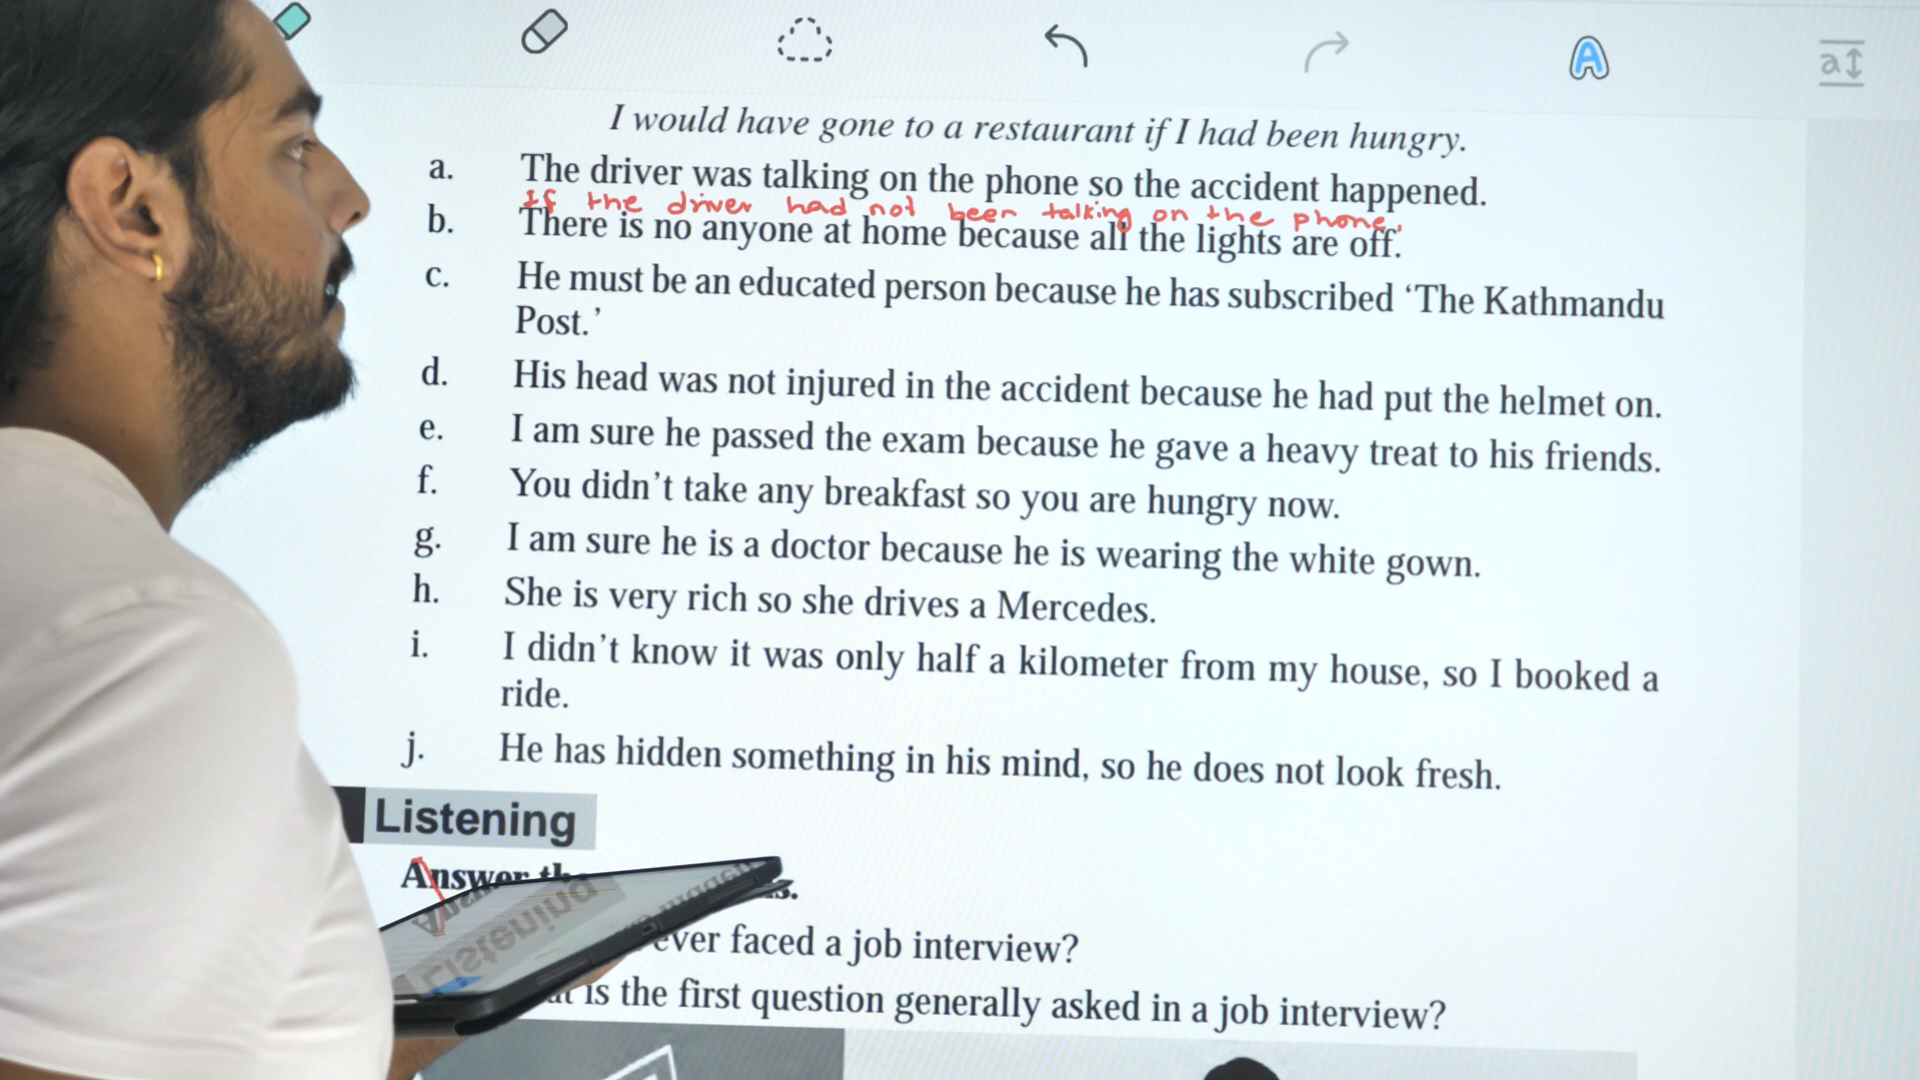 I would have gone to a restaurant if I had been hungry.
a. The driver was talking on the phone so the accident happened.
If the driver had not been talking on the phone,
b. There is no anyone at home because all the lights are off.
c. He must be an educated person because he has subscribed ‘The Kathmandu
Post.’
d. His head was not injured in the accident because he had put the helmet on.
e. I am sure he passed the exam because he gave a heavy treat to his friends.
f. You didn’t take any breakfast so you are hungry now.
g. I am sure he is a doctor because he is wearing the white gown.
h. She is very rich so she drives a Mercedes.
i. I didn’t know it was only half a kilometer from my house, so I booked a
ride.
j. He has hidden something in his mind, so he does not look fresh.
Listening
Answer
ever faced a job interview?
is the first question generally asked in a job interview?